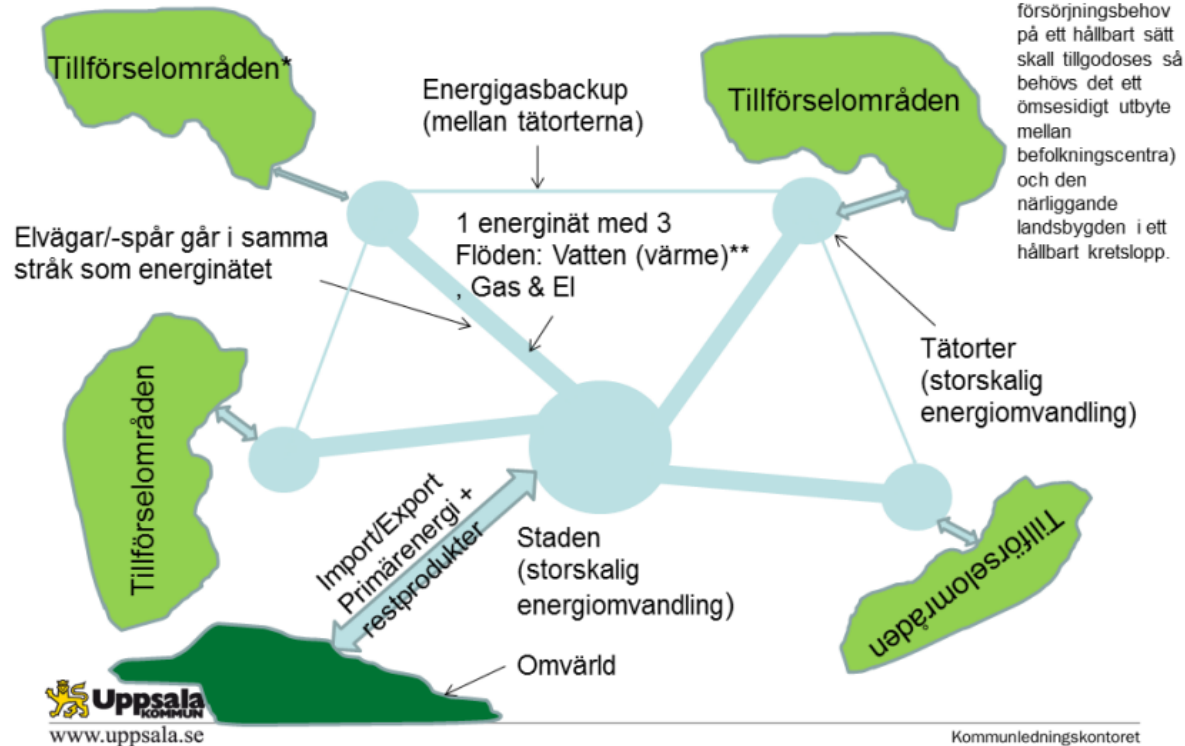 försörjningsbehov
på ett hållbart sätt
skall tillgodoses så
behövs det ett
ömsesidigt utbyte
mellan
befolkningscentra)
och den
närliggande
landsbygden i ett
hållbart kretslopp.
Tillförselområden*
Energigasbackup
(mellan tätorterna)
Tillförselområden
1 energinät med 3
Flöden: Vatten (värme)**
, Gas & El
Elvägar/-spår går i samma
stråk som energinätet
Tätorter
(storskalig
energiomvandling)
Tillförselområden
Import/Export
Primärenergi +
restprodukter
Staden
(storskalig
energiomvandling)
Tillförselområden
Omvärld
Uppsala
KOMMUN
www.uppsala.se
Kommunledningskontoret